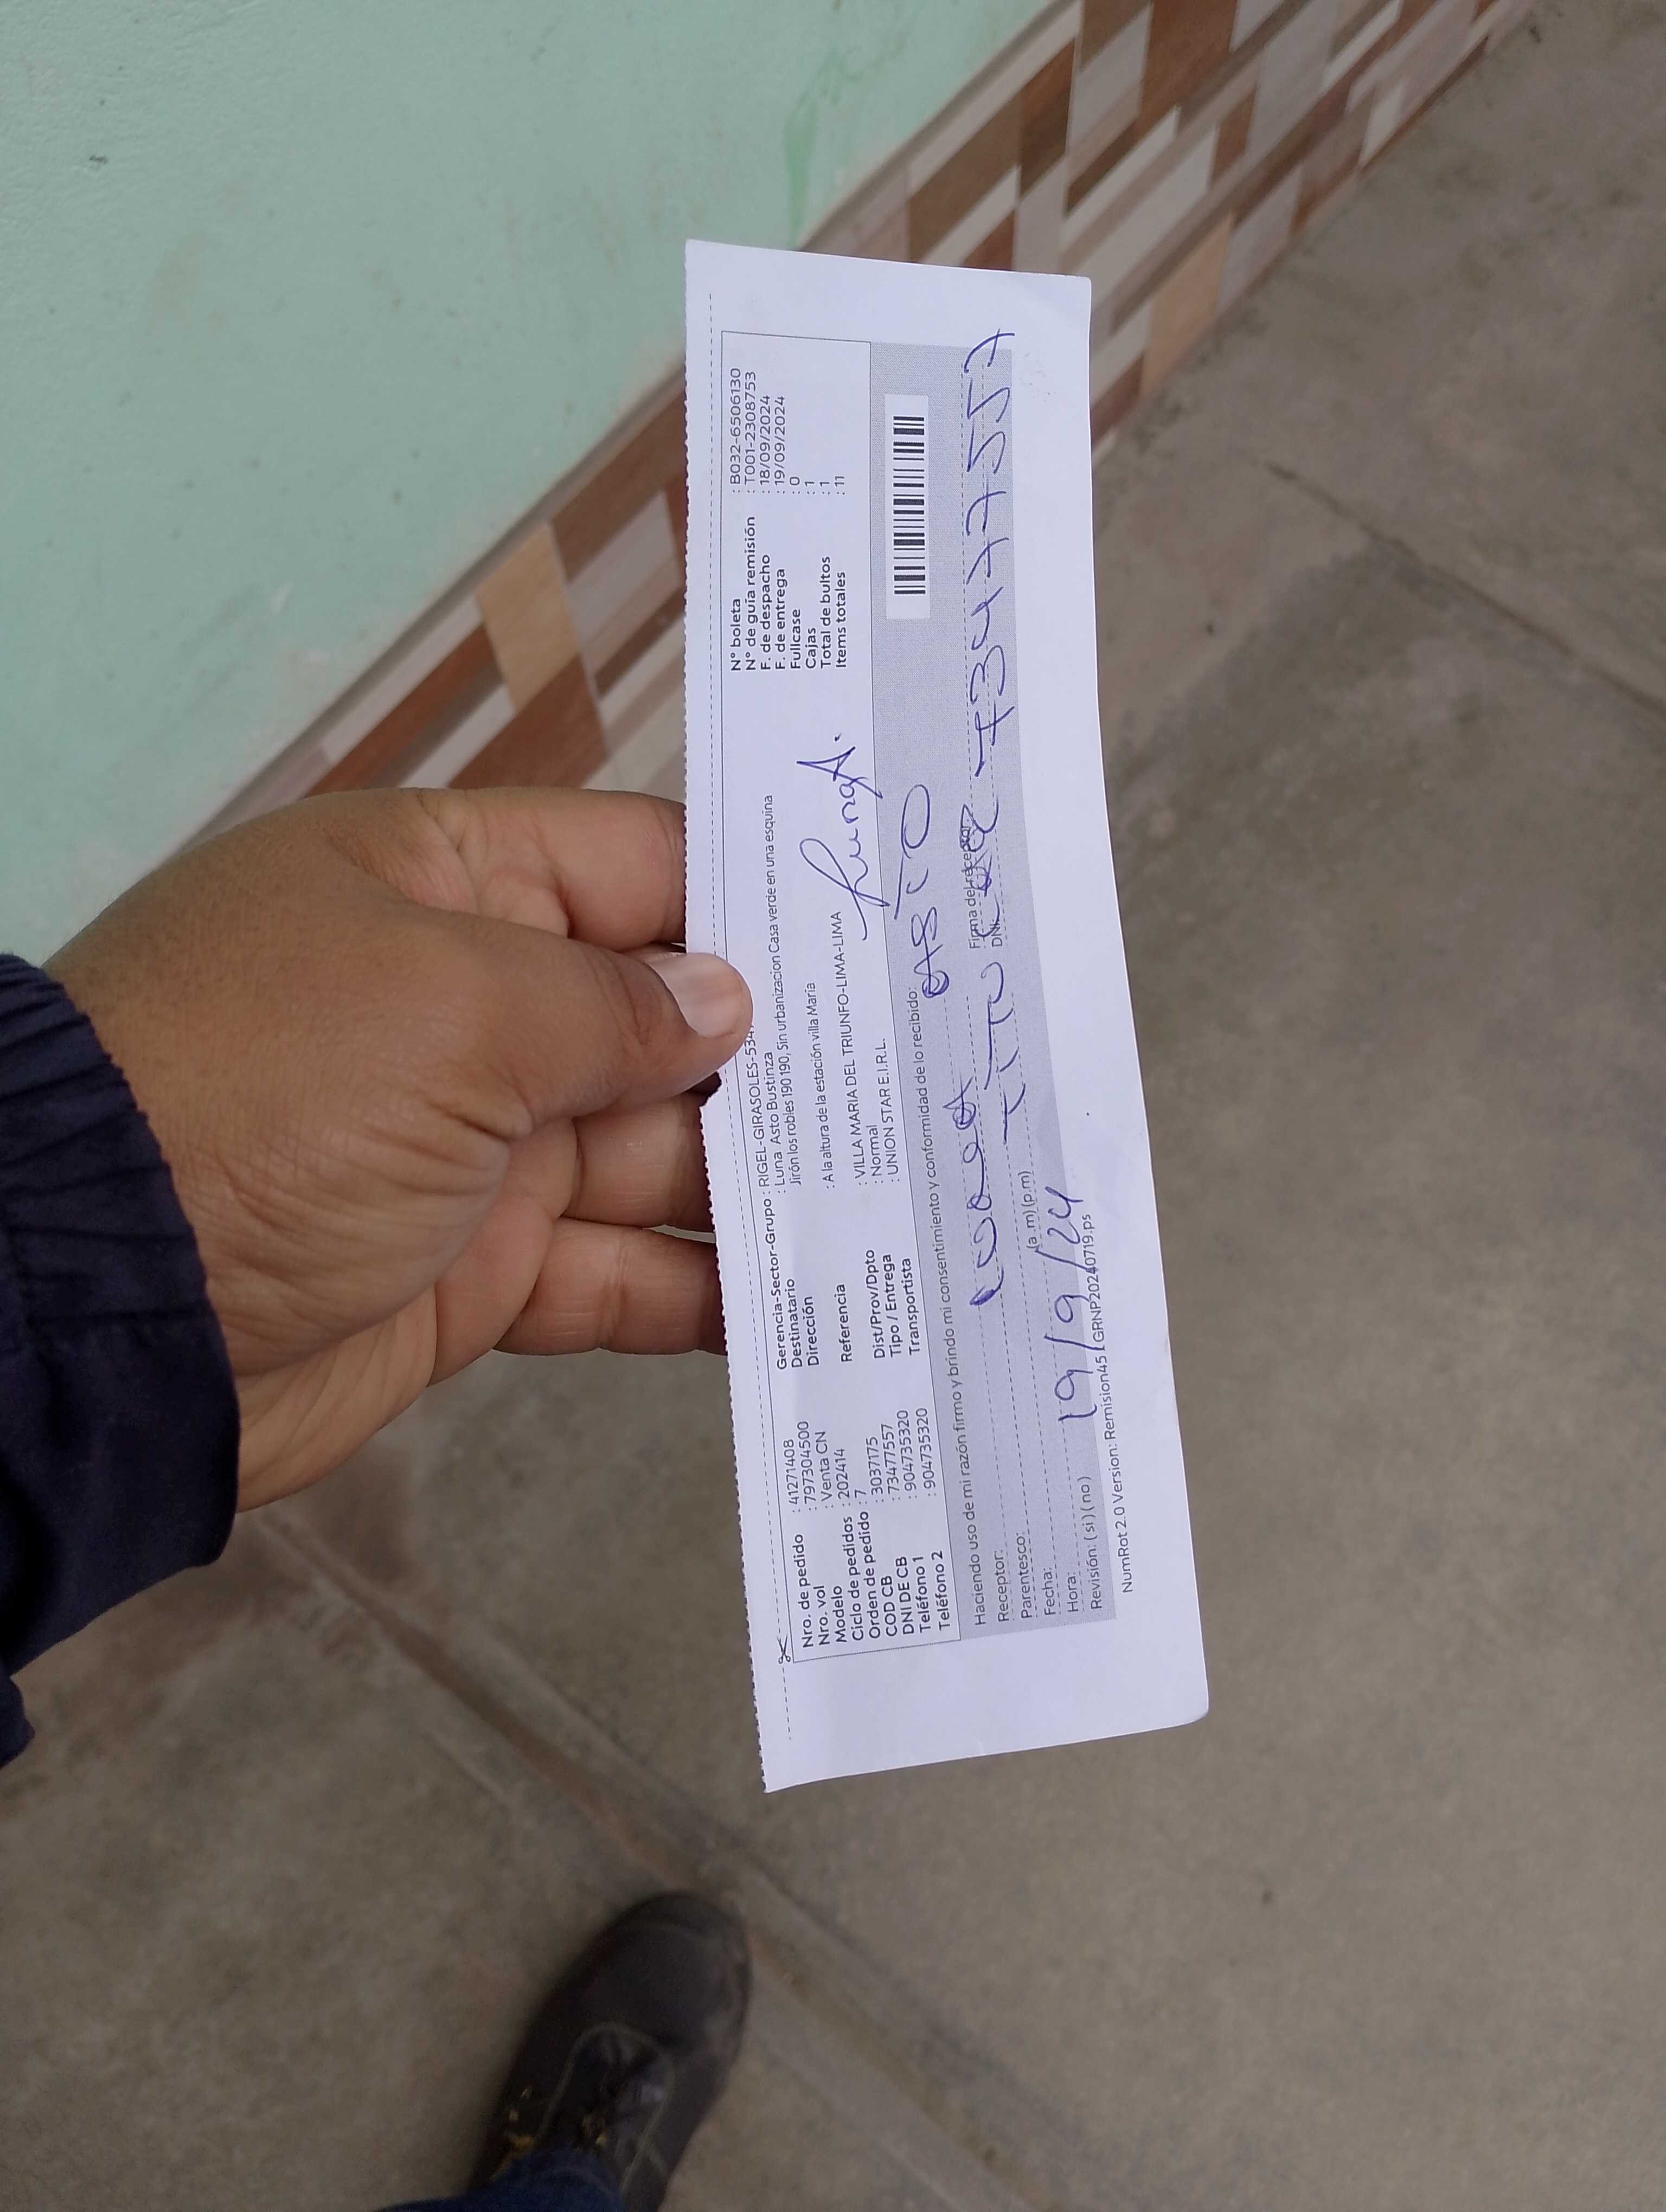 Nro. de pedido : 41271408
Nro. vol : 797304500
Modelo : Venta CN
Ciclo de pedidos : 202414
Orden de pedido : 7
COD CB : 3037175
DNI DE CB : 73477557
Teléfono 1 : 904735320
Teléfono 2 : 904735320
Gerencia-Sector-Grupo : RIGEL-GIRASOLES-534
Destinatario : Luna Asto Bustinza
Dirección Jirón los robles 190 190, Sin urbanizacion Casa verde en una esquina
Referencia : A la altura de la estación villa María
Dist/Prov/Dpto : VILLA MARIA DEL TRIUNFO-LIMA-LIMA
Tipo / Entrega : Normal
Transportista : UNION STAR E.I.R.L.
N° boleta : B032-6506130
N° de guía remisión : T001-2308753
F. de despacho : 18/09/2024
F. de entrega : 19/09/2024
Fullcase : 0
Cajas : 1
Total de bultos : 1
Items totales : 11
LunaA.
Haciendo uso de mi razón firmo y brindo mi consentimiento y conformidad de lo recibido:
Receptor: ASTO
Parentesco: TITU 73477557
Fecha: 19/9/24
Hora: (a.m) (p.m)
Revisión: (si) (no)
Firma del receptor:
DNI:
NumRot 2.0 Version: Remision45 [GRNP20240719.ps